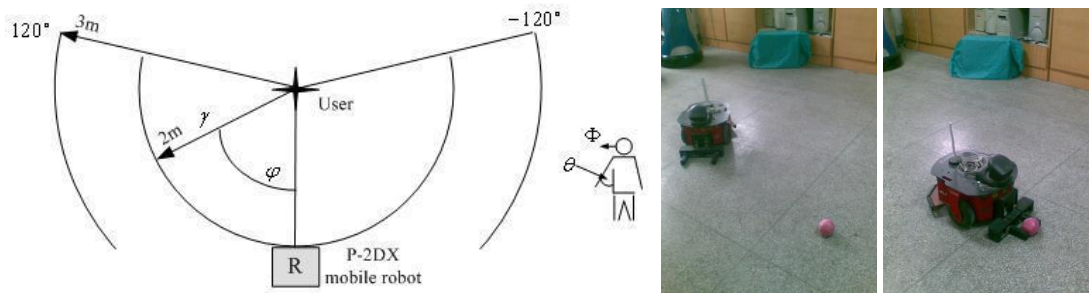 120°
3m
-120°
User
γ
2m
φ
Φ
θ
R
P-2DX
mobile robot